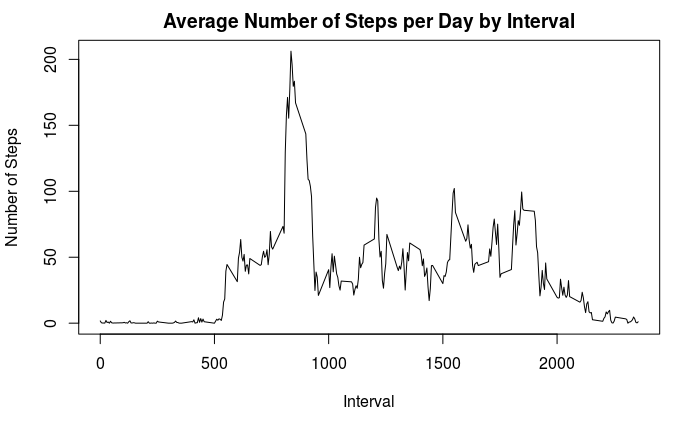 Average Number of Steps per Day by Interval
Number of Steps
200
150
100
50
0
0 500 1000 1500 2000
Interval